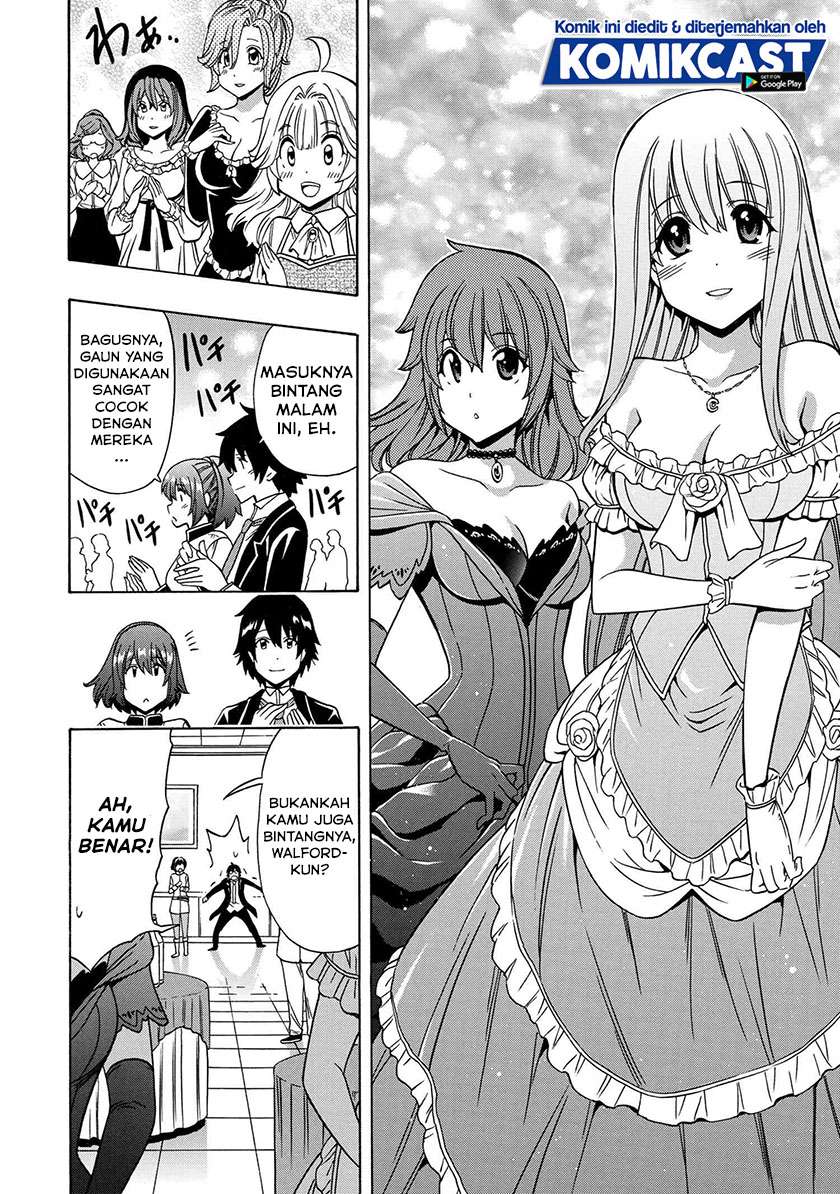 Komik ini diedit & diterjemahkan oleh
KOMIKCAST
GET IT ON
Google Play
わぁ..
MASUKNYA
BINTANG
MALAM
INI, EH.
BAGUSNYA,
GAUN YANG
DIGUNAKAAN
SANGAT
COCOK
DENGAN
MEREKA
...
パチ
パチ
パチ
パチ
パチ
BUKANKAH
KAMU JUGA
BINTANGNYA,
WALFORD-
KUN?
AH,
KAMU
BENAR!